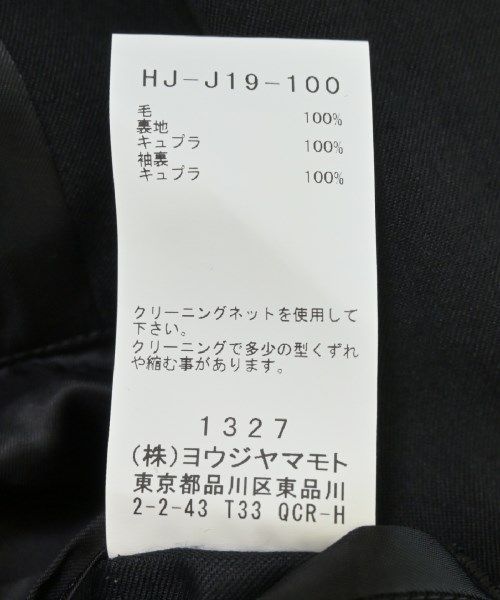 HJ-J19-100
毛 100%
裏地
キュプラ 100%
袖裏
キュプラ 100%
クリーニングネットを使用して
下さい。
クリーニングで多少の型くずれ
や縮む事があります。
1327
(株)ヨウジヤマモト
東京都品川区東品川
2-2-43 T33 QCR-H